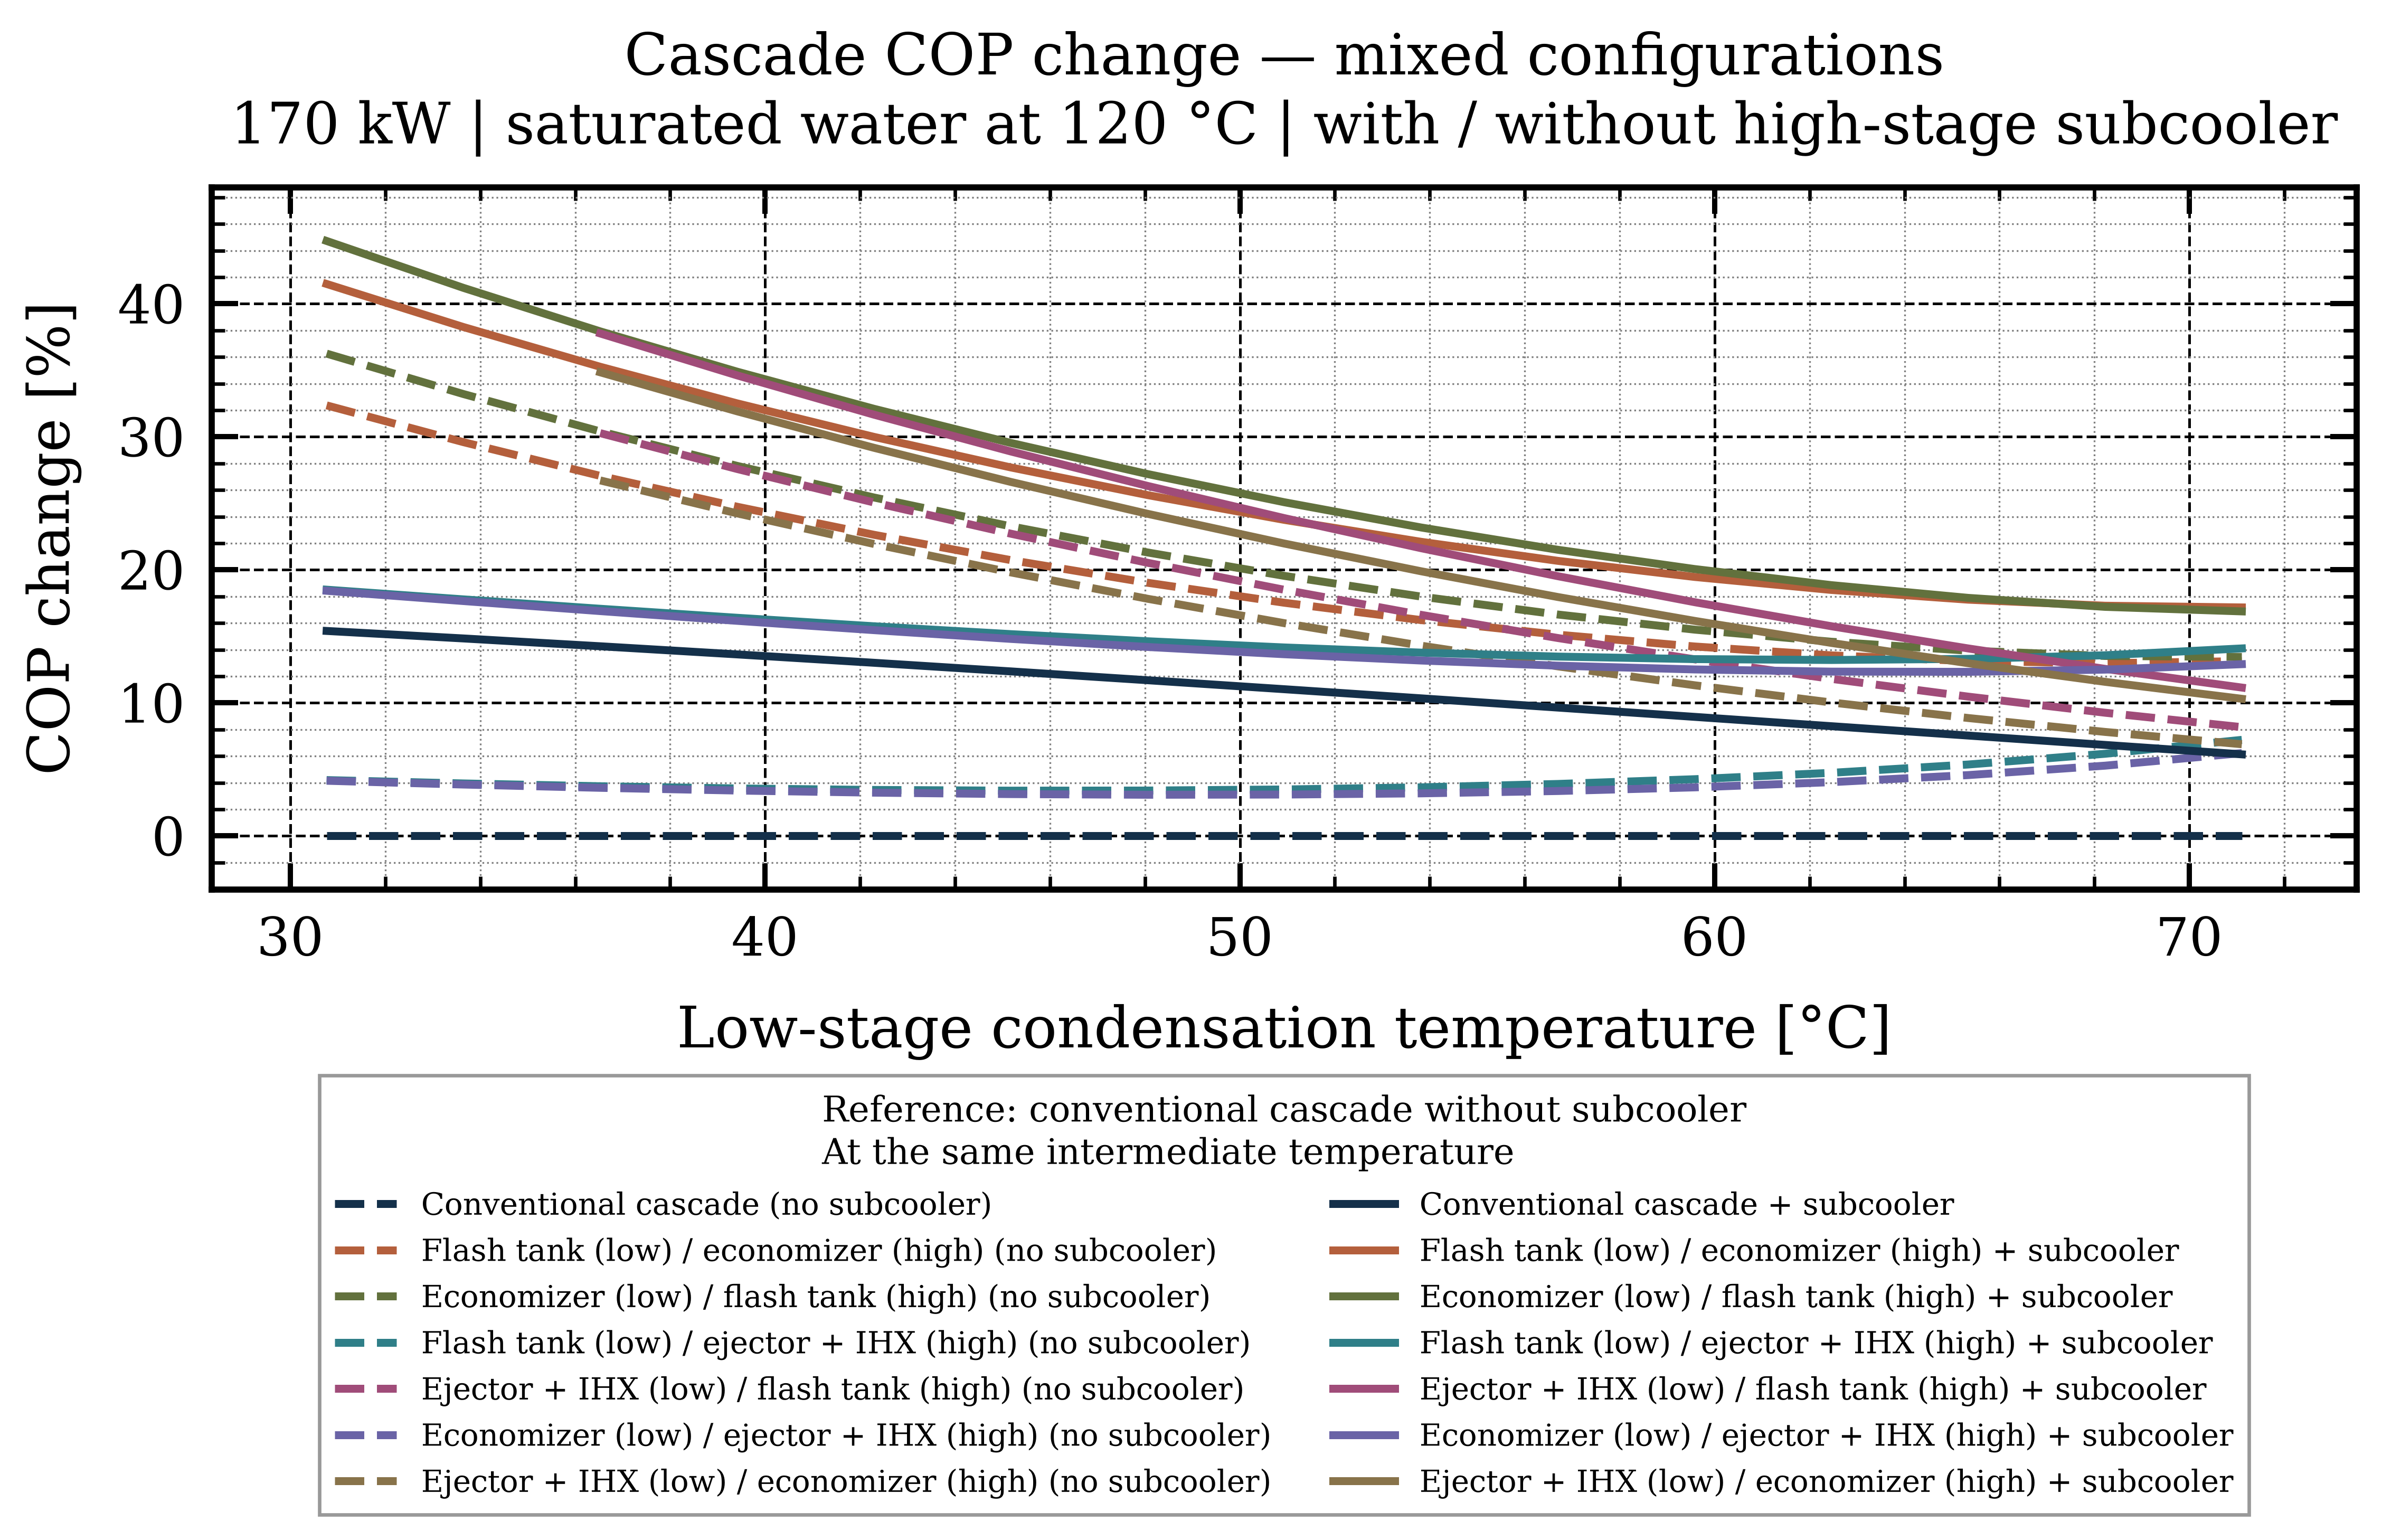 Cascade COP change — mixed configurations
170 kW | saturated water at 120 °C | with / without high-stage subcooler
COP change [%]
40
30
20
10
0
30 40 50 60 70
Low-stage condensation temperature [°C]
Reference: conventional cascade without subcooler
At the same intermediate temperature
Conventional cascade (no subcooler)
Flash tank (low) / economizer (high) (no subcooler)
Economizer (low) / flash tank (high) (no subcooler)
Flash tank (low) / ejector + IHX (high) (no subcooler)
Ejector + IHX (low) / flash tank (high) (no subcooler)
Economizer (low) / ejector + IHX (high) (no subcooler)
Ejector + IHX (low) / economizer (high) (no subcooler)
Conventional cascade + subcooler
Flash tank (low) / economizer (high) + subcooler
Economizer (low) / flash tank (high) + subcooler
Flash tank (low) / ejector + IHX (high) + subcooler
Ejector + IHX (low) / flash tank (high) + subcooler
Economizer (low) / ejector + IHX (high) + subcooler
Ejector + IHX (low) / economizer (high) + subcooler